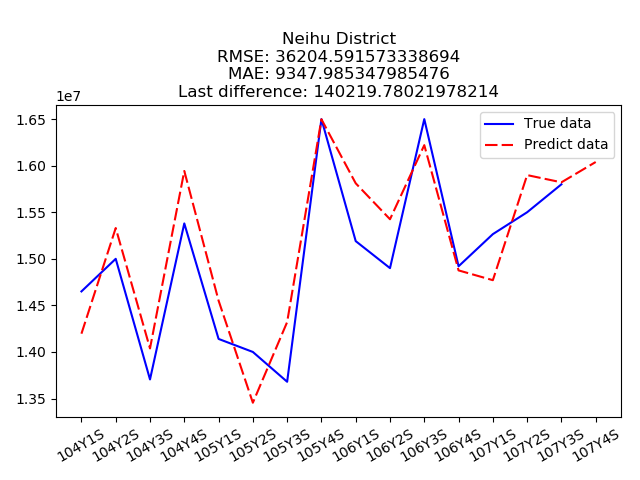 Neihu District
RMSE: 36204.591573338694
MAE: 9347.985347985476
Last difference: 140219.78021978214
1e7
True data
Predict data
1.65
1.60
1.55
1.50
1.45
1.40
1.35
104Y1S 104Y2S 104Y3S 104Y4S 105Y1S 105Y2S 105Y3S 105Y4S 106Y1S 106Y2S 106Y3S 106Y4S 107Y1S 107Y2S 107Y3S 107Y4S